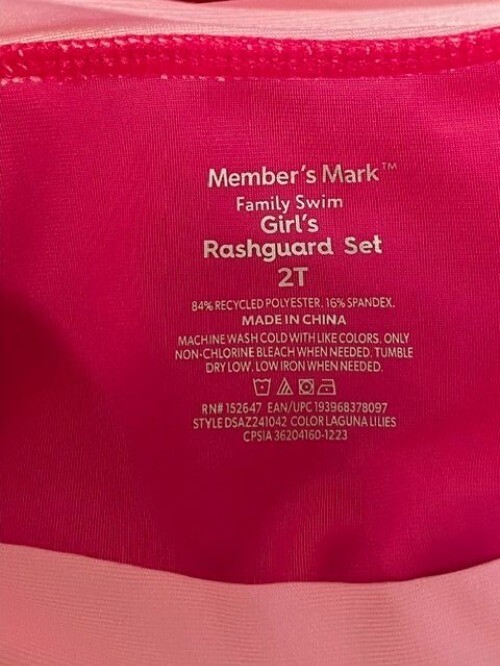 Member's Mark™
Family Swim
Girl's
Rashguard Set
2T
84% RECYCLED POLYESTER, 16% SPANDEX.
MADE IN CHINA
MACHINE WASH COLD WITH LIKE COLORS. ONLY
NON-CHLORINE BLEACH WHEN NEEDED. TUMBLE
DRY LOW. LOW IRON WHEN NEEDED.
RN# 152647 EAN/UPC 193968378097
STYLE DSAZ241042 COLOR LAGUNA LILIES
CPSIA 36204160-1223